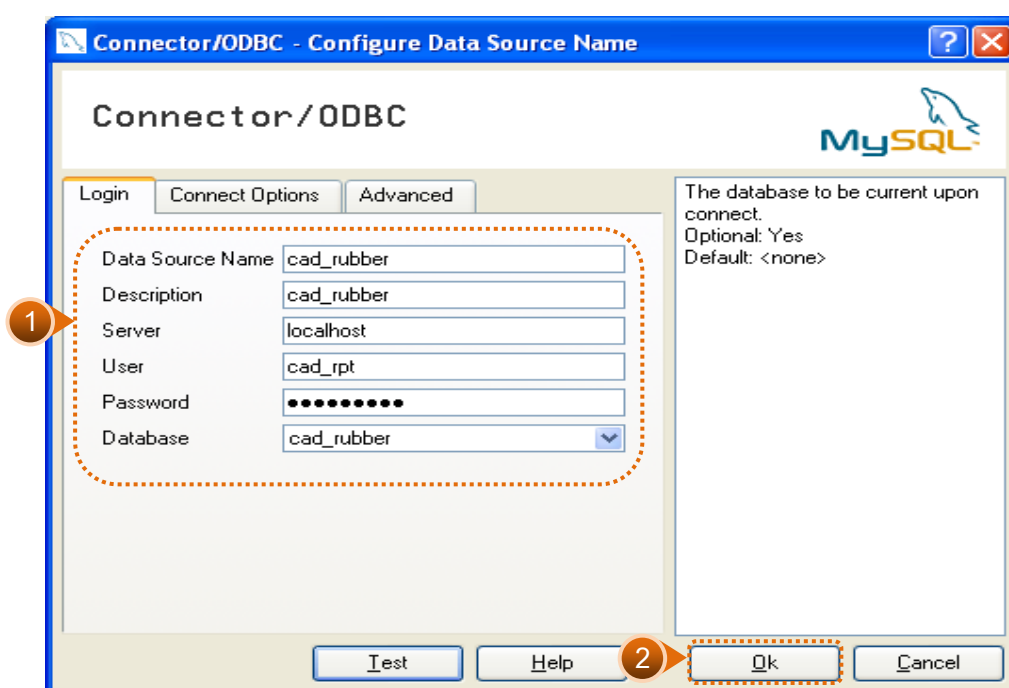 Connector/ODBC - Configure Data Source Name
?
Connector/ODBC
MySQL
Login
Connect Options
Advanced
The database to be current upon
connect.
Optional: Yes
Default: <none>
Data Source Name cad_rubber
Description cad_rubber
1
Server localhost
User cad_rpt
Password ●●●●●●●●●
Database cad_rubber
Test
Help
2
Ok
Cancel